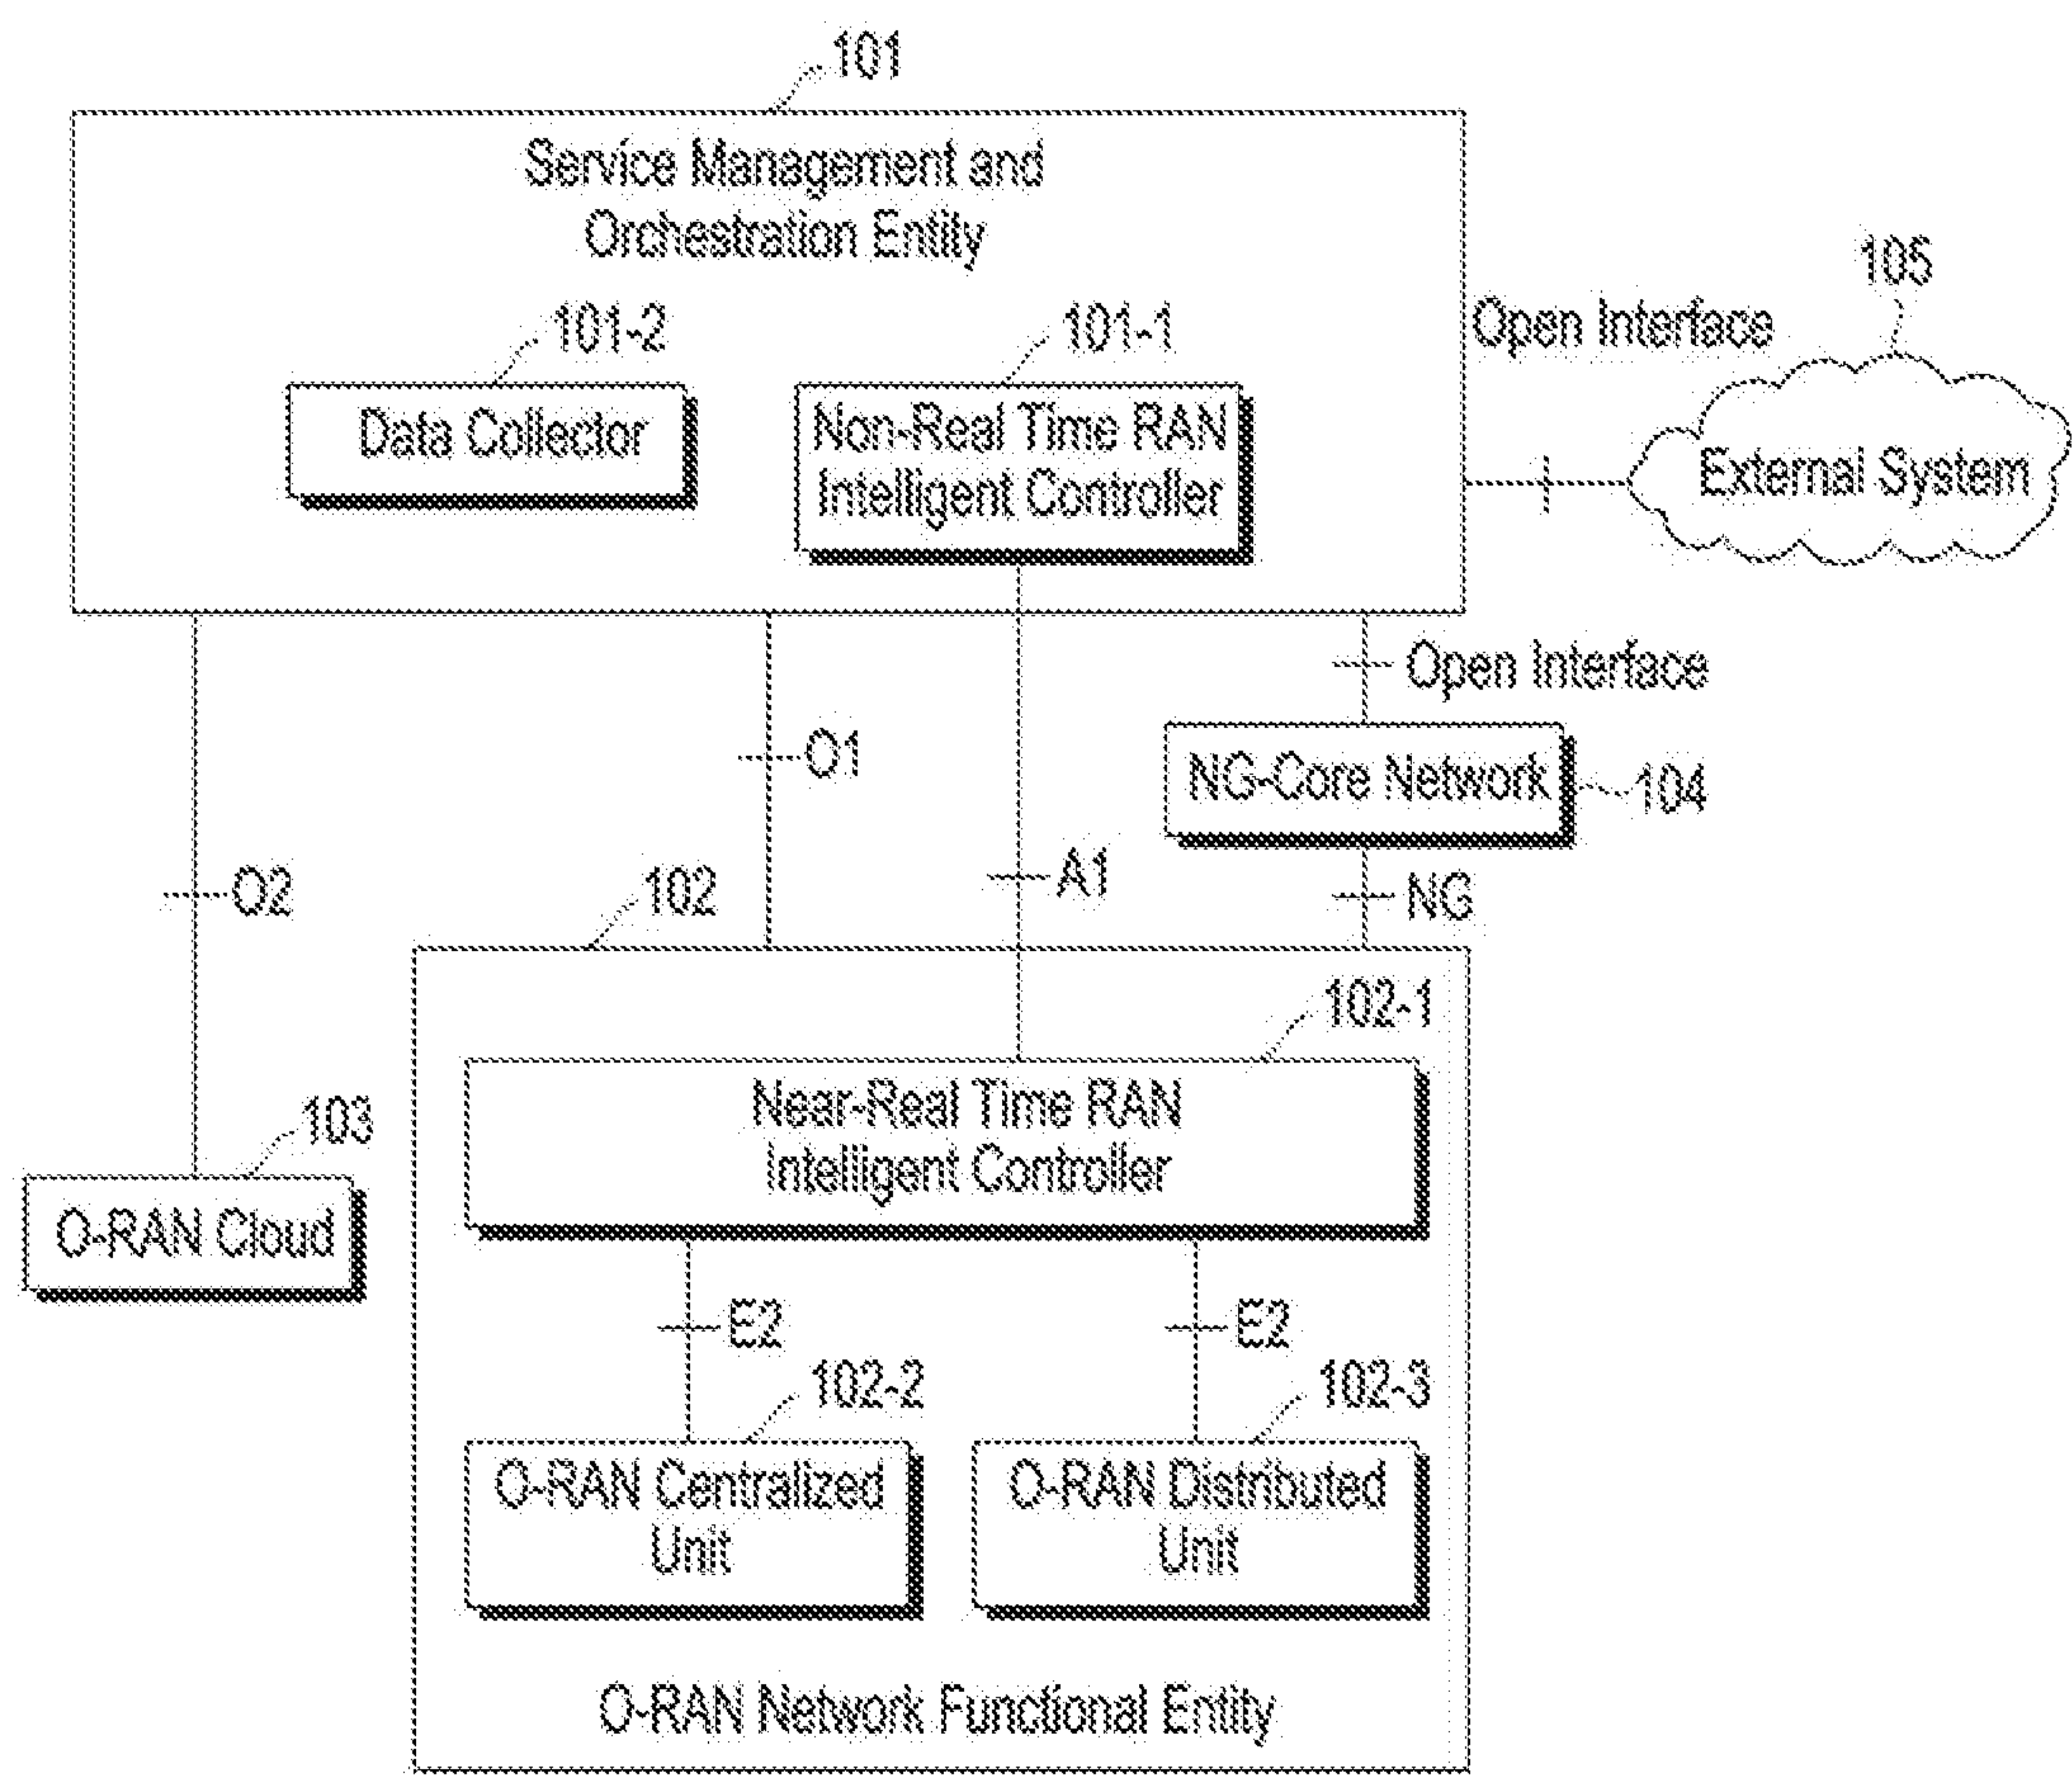 101
Service Management and
Orchestration Entity
105
101-2
101-1
Open Interface
Data Collector
Non-Real Time RAN
Intelligent Controller
External System
Open Interface
O1
NG-Core Network
104
A1
O2
102
NG
102-1
Near-Real Time RAN
Intelligent Controller
103
O-RAN Cloud
E2
E2
102-2
102-3
O-RAN Centralized
Unit
O-RAN Distributed
Unit
O-RAN Network Functional Entity